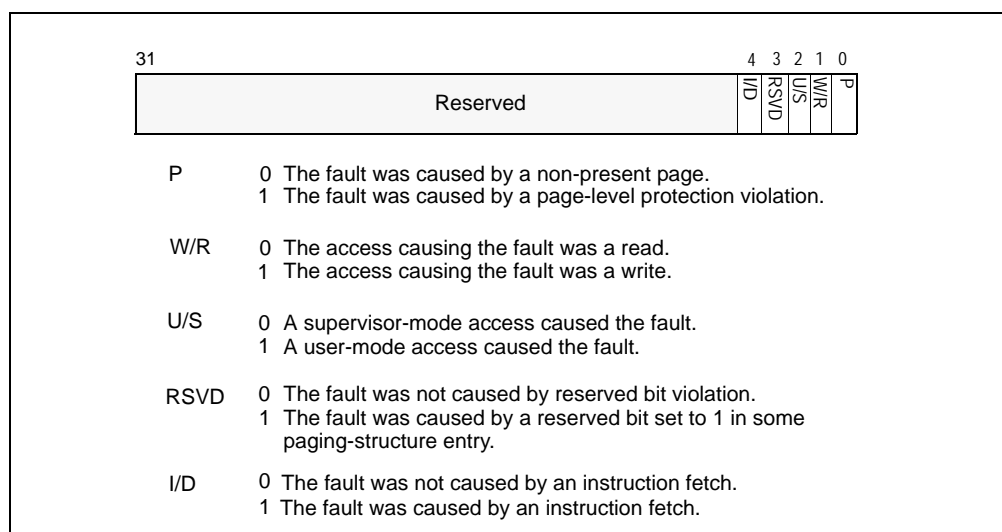 31 4 3 2 1 0
Reserved I/D RSVD U/S W/R P
P 0 The fault was caused by a non-present page.
1 The fault was caused by a page-level protection violation.
W/R 0 The access causing the fault was a read.
1 The access causing the fault was a write.
U/S 0 A supervisor-mode access caused the fault.
1 A user-mode access caused the fault.
RSVD 0 The fault was not caused by reserved bit violation.
1 The fault was caused by a reserved bit set to 1 in some
paging-structure entry.
I/D 0 The fault was not caused by an instruction fetch.
1 The fault was caused by an instruction fetch.